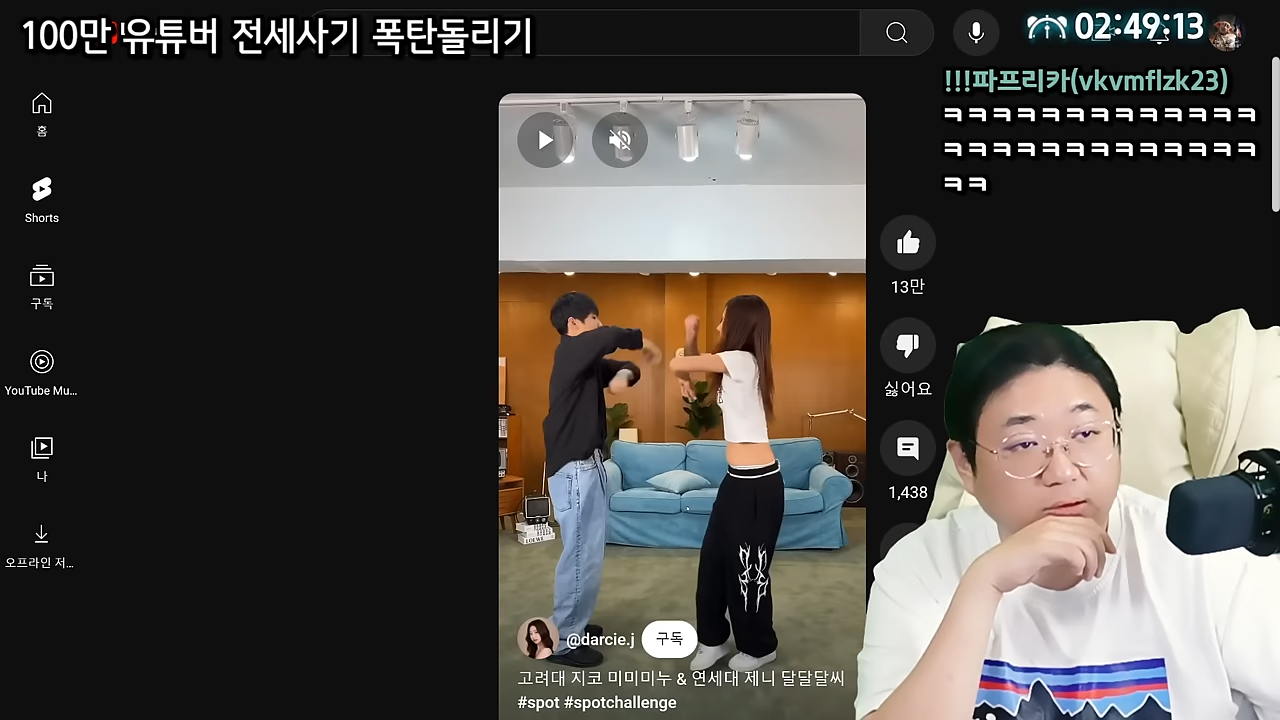 100만 유튜버 전세사기 폭탄돌리기
02:49:13
!!!파프리카(vkvmflzk23)
ㅋㅋㅋㅋㅋㅋㅋㅋㅋㅋㅋㅋㅋ
ㅋㅋㅋㅋㅋㅋㅋㅋㅋㅋㅋㅋㅋ
ㅋㅋ
홈
Shorts
구독
YouTube Mu...
나
오프라인 저...
13만
싫어요
1,438
@darcie.j 구독
고려대 지코 미미미누 & 연세대 제니 달달달씨
#spot #spotchallenge